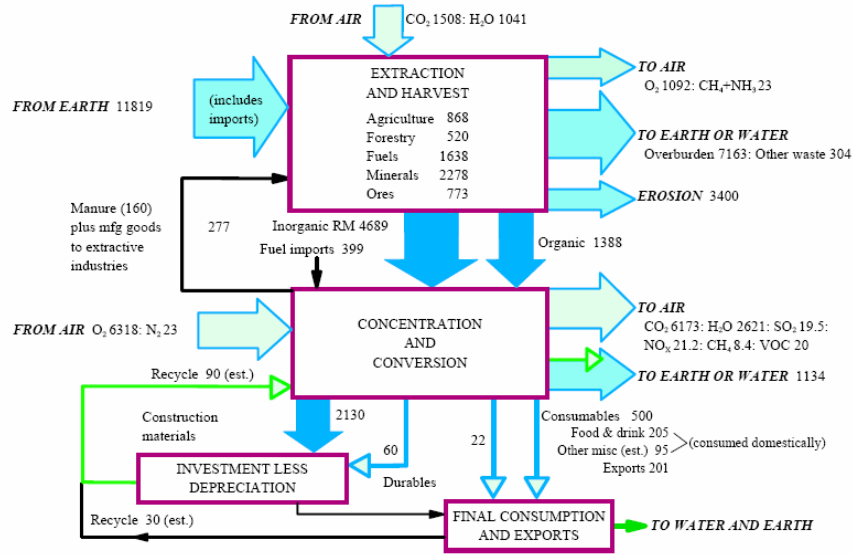 FROM AIR CO₂ 1508: H₂O 1041
EXTRACTION
AND HARVEST
Agriculture 868
Forestry 520
Fuels 1638
Minerals 2278
Ores 773
FROM EARTH 11819
(includes
imports)
TO AIR
O₂ 1092: CH₄+NH₃ 23
TO EARTH OR WATER
Overburden 7163: Other waste 304
EROSION 3400
Manure (160)
plus mfg goods
to extractive
industries
277
Inorganic RM 4689
Fuel imports 399
Organic 1388
FROM AIR O₂ 6318: N₂ 23
CONCENTRATION
AND
CONVERSION
TO AIR
CO₂ 6173: H₂O 2621: SO₂ 19.5:
NOₓ 21.2: CH₄ 8.4: VOC 20
TO EARTH OR WATER 1134
Recycle 90 (est.)
Construction
materials
2130
60
Durables
22
Consumables 500
Food & drink 205
Other misc (est.) 95
(consumed domestically)
Exports 201
INVESTMENT LESS
DEPRECIATION
Recycle 30 (est.)
FINAL CONSUMPTION
AND EXPORTS
TO WATER AND EARTH